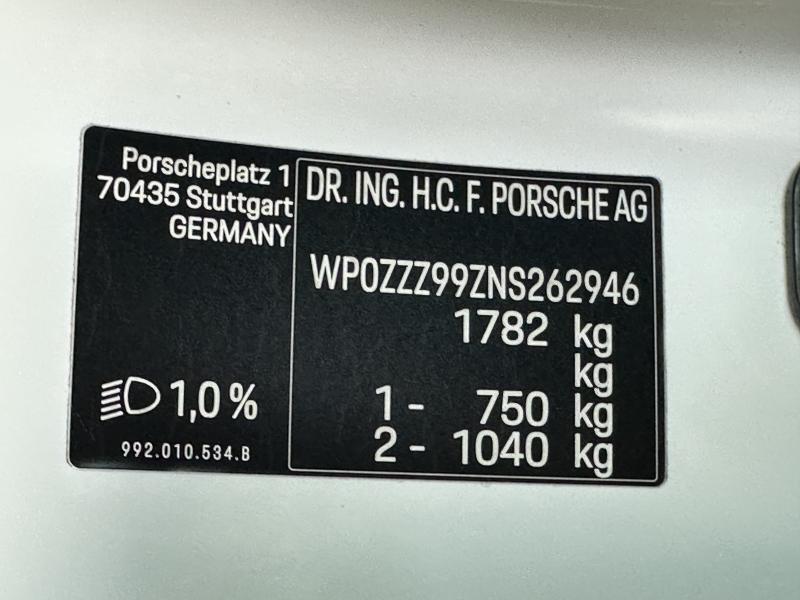 Porscheplatz 1
70435 Stuttgart
GERMANY
1,0 %
992.010.534.B
DR. ING. H.C. F. PORSCHE AG
WP0ZZZ99ZNS262946
1782 kg
kg
1 - 750 kg
2 - 1040 kg